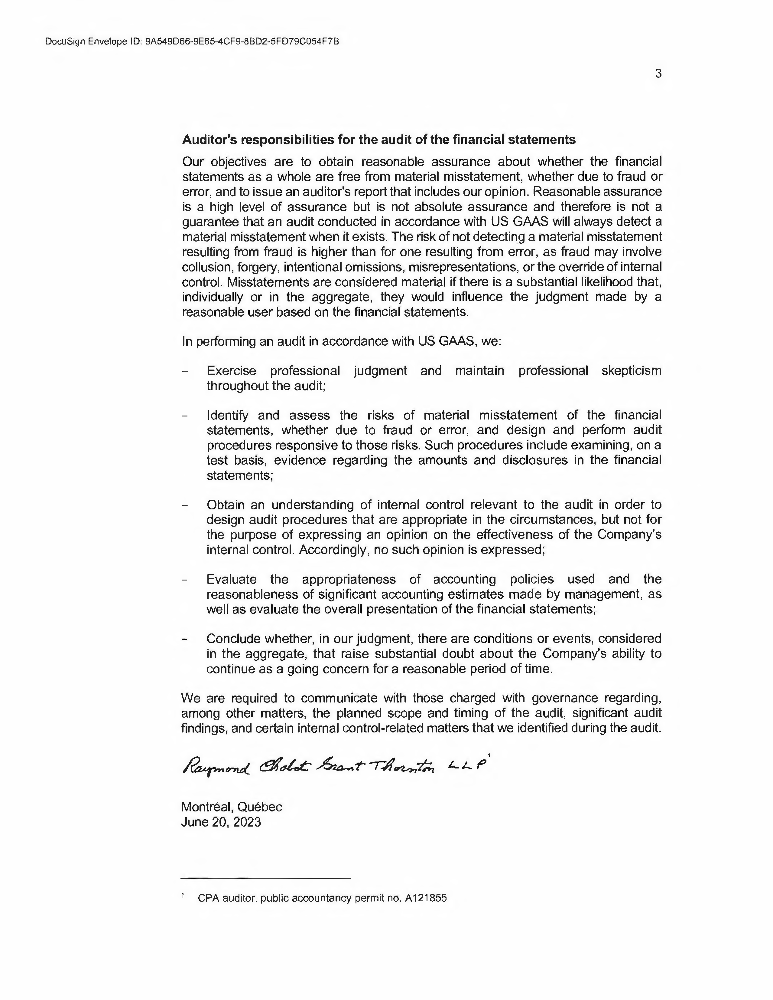 DocuSign Envelope ID: 9A549D66-9E65-4CF9-8BD2-5FD79C054F7B
3
Auditor's responsibilities for the audit of the financial statements
Our objectives are to obtain reasonable assurance about whether the financial
statements as a whole are free from material misstatement, whether due to fraud or
error, and to issue an auditor's report that includes our opinion. Reasonable assurance
is a high level of assurance but is not absolute assurance and therefore is not a
guarantee that an audit conducted in accordance with US GAAS will always detect a
material misstatement when it exists. The risk of not detecting a material misstatement
resulting from fraud is higher than for one resulting from error, as fraud may involve
collusion, forgery, intentional omissions, misrepresentations, or the override of internal
control. Misstatements are considered material if there is a substantial likelihood that,
individually or in the aggregate, they would influence the judgment made by a
reasonable user based on the financial statements.
In performing an audit in accordance with US GAAS, we:
– Exercise professional judgment and maintain professional skepticism
throughout the audit;
– Identify and assess the risks of material misstatement of the financial
statements, whether due to fraud or error, and design and perform audit
procedures responsive to those risks. Such procedures include examining, on a
test basis, evidence regarding the amounts and disclosures in the financial
statements;
– Obtain an understanding of internal control relevant to the audit in order to
design audit procedures that are appropriate in the circumstances, but not for
the purpose of expressing an opinion on the effectiveness of the Company's
internal control. Accordingly, no such opinion is expressed;
– Evaluate the appropriateness of accounting policies used and the
reasonableness of significant accounting estimates made by management, as
well as evaluate the overall presentation of the financial statements;
– Conclude whether, in our judgment, there are conditions or events, considered
in the aggregate, that raise substantial doubt about the Company's ability to
continue as a going concern for a reasonable period of time.
We are required to communicate with those charged with governance regarding,
among other matters, the planned scope and timing of the audit, significant audit
findings, and certain internal control-related matters that we identified during the audit.
Raymond Chabot Grant Thornton LLP¹
Montréal, Québec
June 20, 2023
¹ CPA auditor, public accountancy permit no. A121855